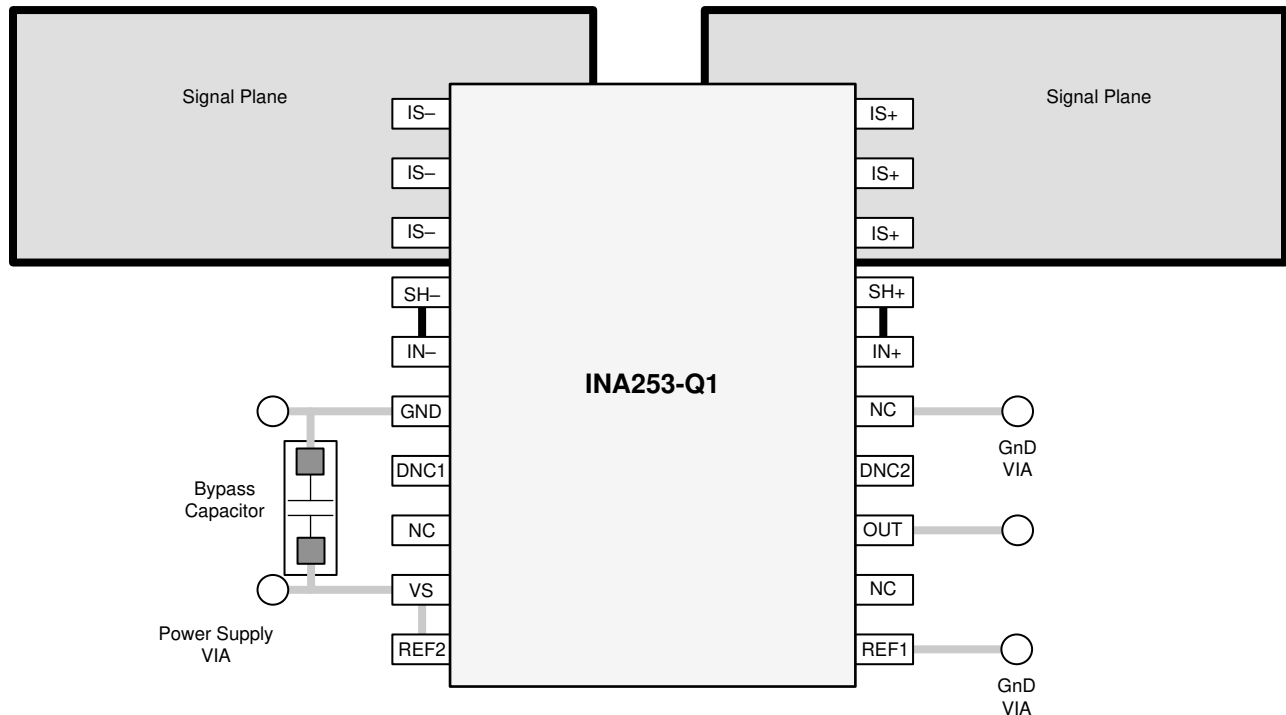 Signal Plane
Signal Plane
IS–
IS+
IS–
IS+
IS–
IS+
SH–
SH+
IN–
IN+
INA253-Q1
GND
NC
GnD
VIA
DNC1
DNC2
Bypass
Capacitor
NC
OUT
VS
NC
Power Supply
VIA
REF2
REF1
GnD
VIA